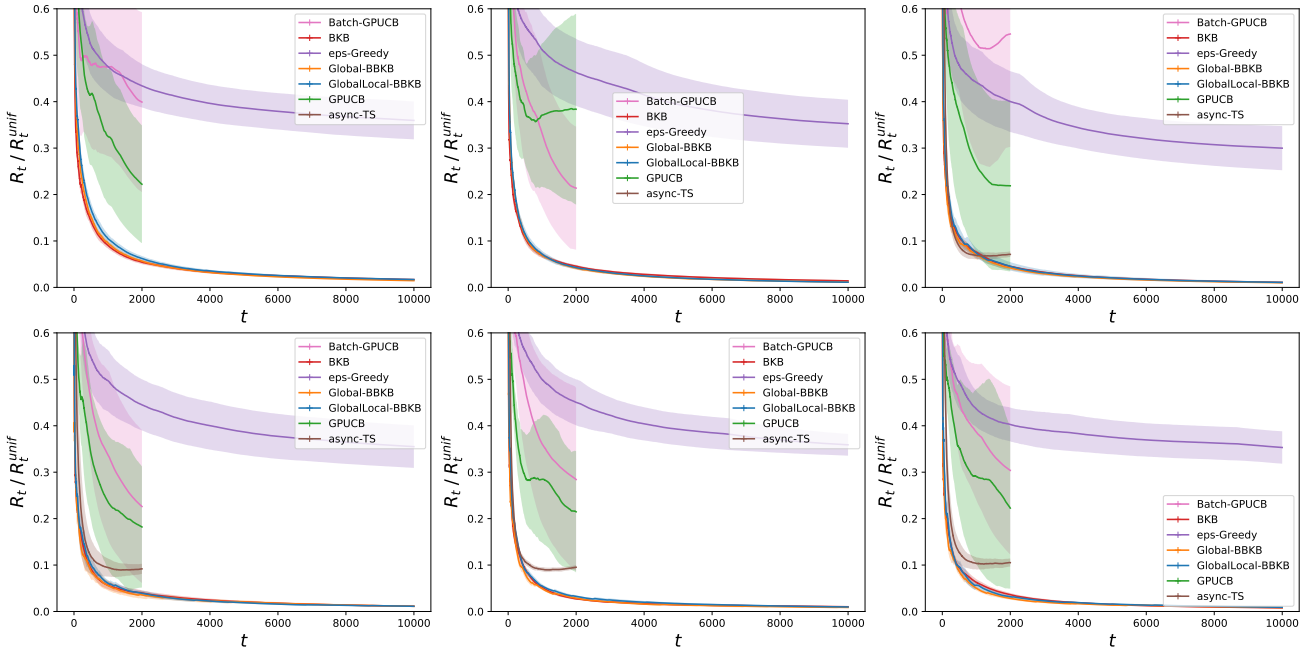 0.6
0.5
0.4
0.3
0.2
0.1
0.0
R_t / R_t^{unif}
0 2000 4000 6000 8000 10000
t
Batch-GPUCB
BKB
eps-Greedy
Global-BBKB
GlobalLocal-BBKB
GPUCB
async-TS
0.6
0.5
0.4
0.3
0.2
0.1
0.0
R_t / R_t^{unif}
0 2000 4000 6000 8000 10000
t
Batch-GPUCB
BKB
eps-Greedy
Global-BBKB
GlobalLocal-BBKB
GPUCB
async-TS
0.6
0.5
0.4
0.3
0.2
0.1
0.0
R_t / R_t^{unif}
0 2000 4000 6000 8000 10000
t
Batch-GPUCB
BKB
eps-Greedy
Global-BBKB
GlobalLocal-BBKB
GPUCB
async-TS
0.6
0.5
0.4
0.3
0.2
0.1
0.0
R_t / R_t^{unif}
0 2000 4000 6000 8000 10000
t
Batch-GPUCB
BKB
eps-Greedy
Global-BBKB
GlobalLocal-BBKB
GPUCB
async-TS
0.6
0.5
0.4
0.3
0.2
0.1
0.0
R_t / R_t^{unif}
0 2000 4000 6000 8000 10000
t
Batch-GPUCB
BKB
eps-Greedy
Global-BBKB
GlobalLocal-BBKB
GPUCB
async-TS
0.6
0.5
0.4
0.3
0.2
0.1
0.0
R_t / R_t^{unif}
0 2000 4000 6000 8000 10000
t
Batch-GPUCB
BKB
eps-Greedy
Global-BBKB
GlobalLocal-BBKB
GPUCB
async-TS